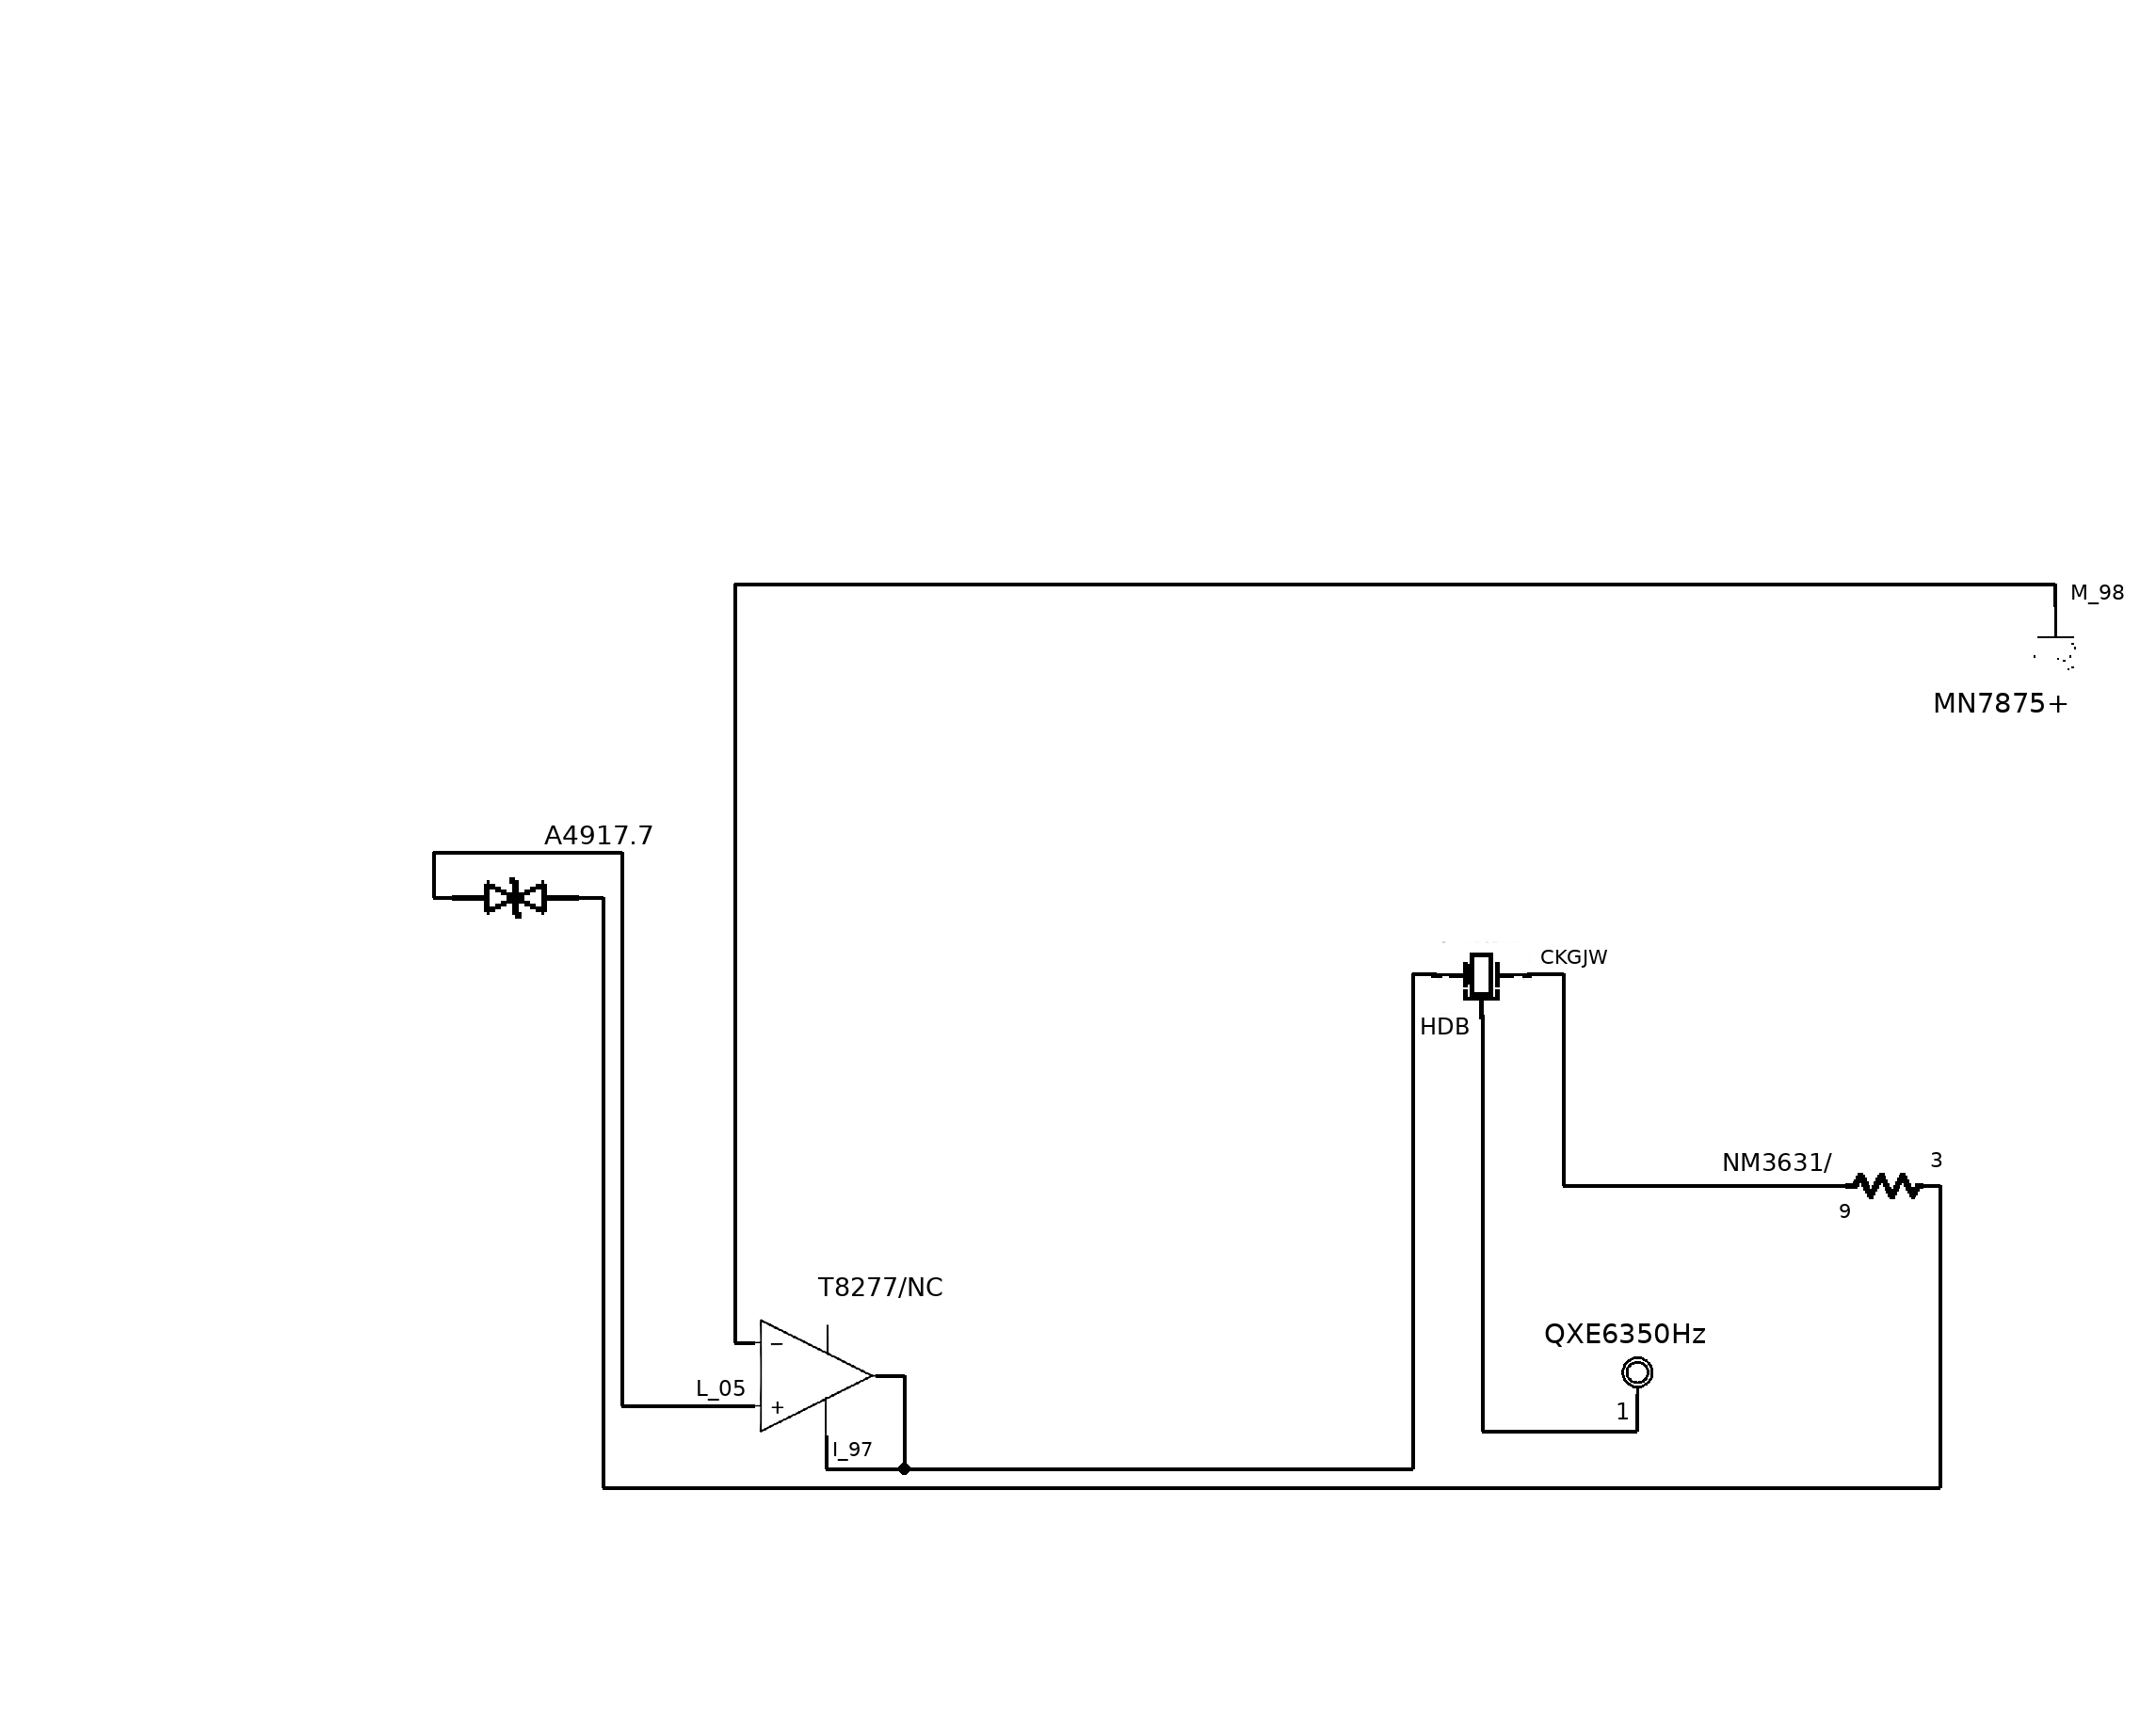 M_98
MN7875+
A4917.7
CKGJW
HDB
NM3631/
3
9
T8277/NC
QXE6350Hz
−
L_05
+
1
I_97